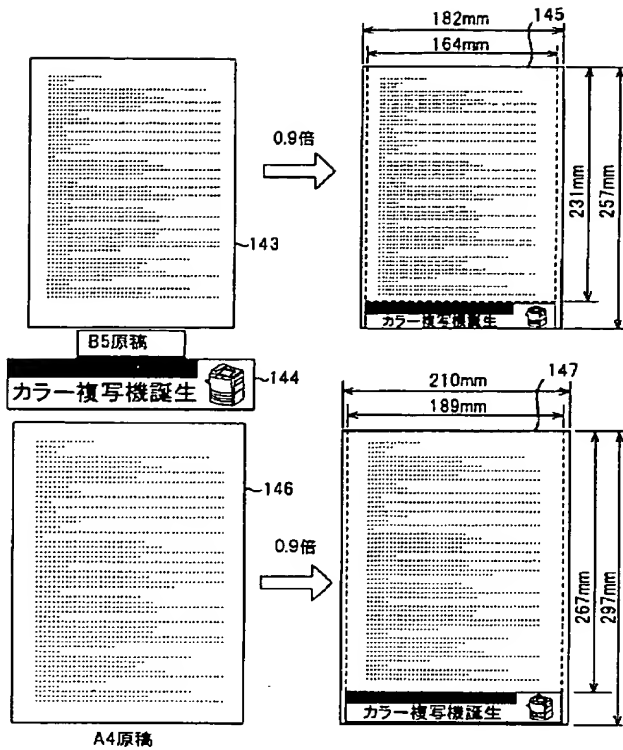 182mm
145
164mm
0.9倍
231mm
257mm
143
B5原稿
カラー複写機誕生
144
カラー複写機誕生
210mm
147
189mm
146
0.9倍
267mm
297mm
カラー複写機誕生
A4原稿